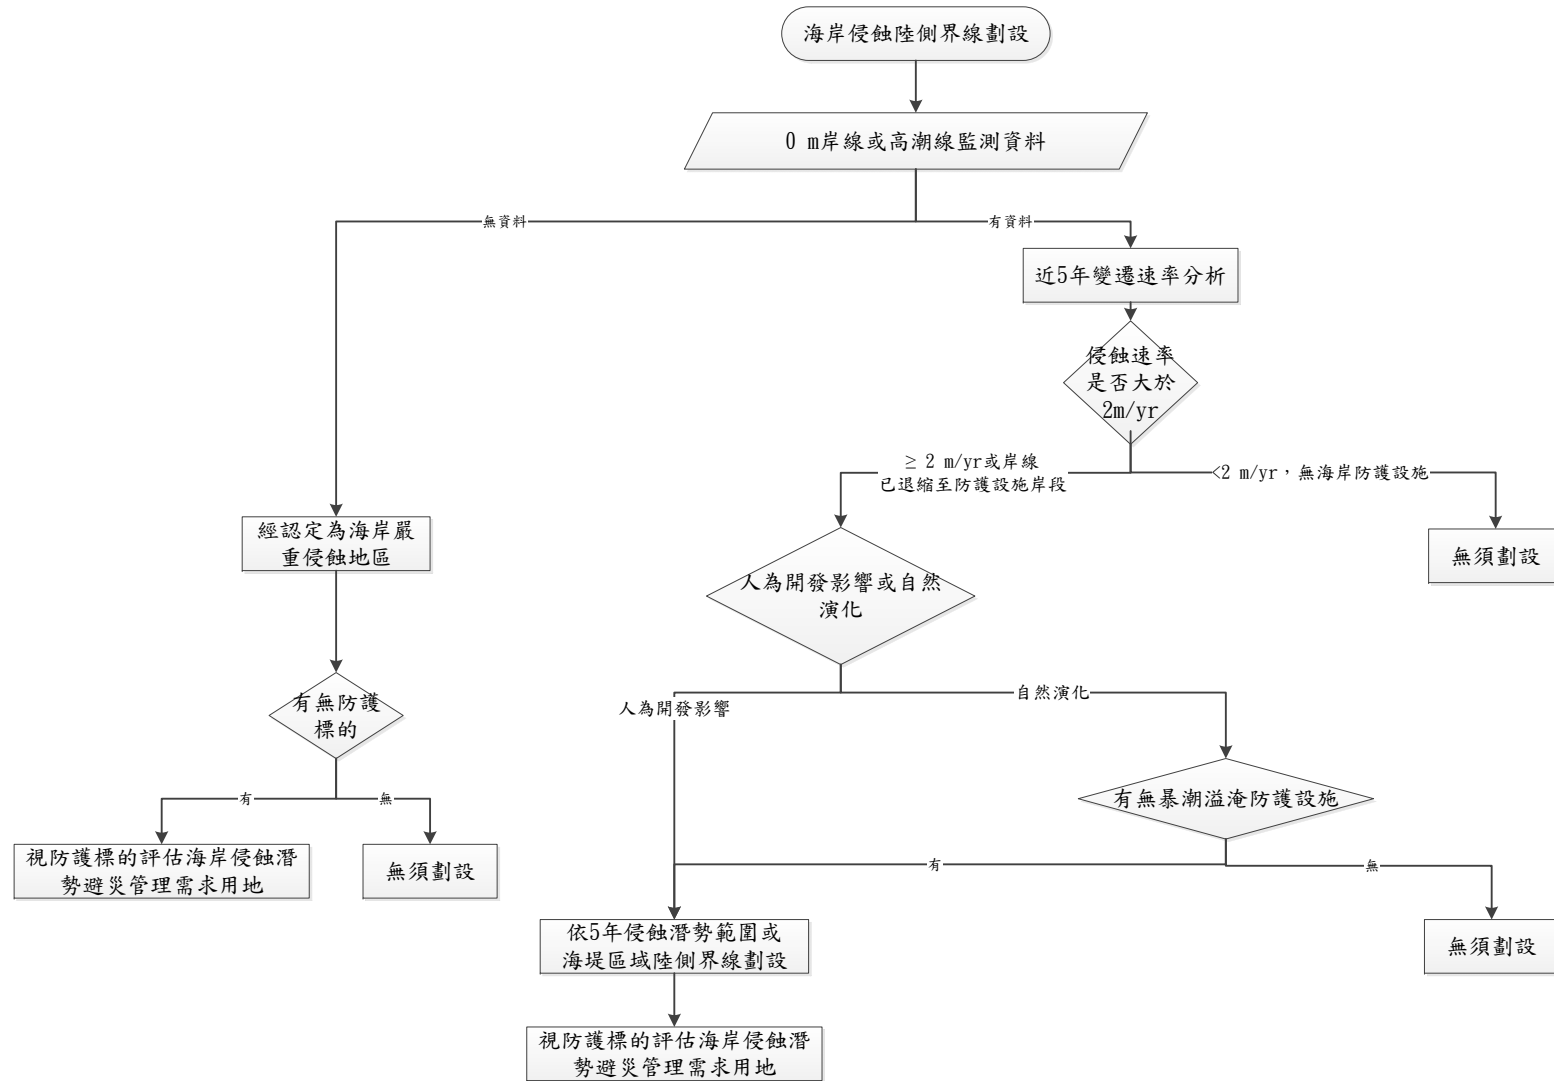 海岸侵蝕陸側界線劃設
0 m岸線或高潮線監測資料
無資料
有資料
近5年變遷速率分析
侵蝕速率
是否大於
2m/yr
≥ 2 m/yr或岸線
已退縮至防護設施岸段
<2 m/yr，無海岸防護設施
經認定為海岸嚴
重侵蝕地區
無須劃設
人為開發影響或自然
演化
有無防護
標的
人為開發影響
自然演化
有無暴潮溢淹防護設施
有
無
視防護標的評估海岸侵蝕潛
勢避災管理需求用地
無須劃設
有
無
依5年侵蝕潛勢範圍或
海堤區域陸側界線劃設
無須劃設
視防護標的評估海岸侵蝕潛
勢避災管理需求用地